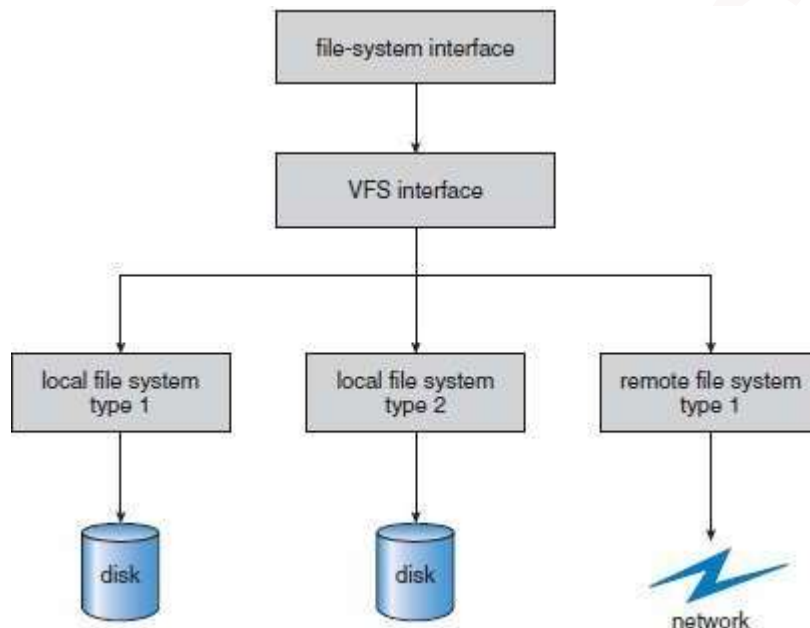 file-system interface
VFS interface
local file system
type 1
local file system
type 2
remote file system
type 1
disk
disk
network